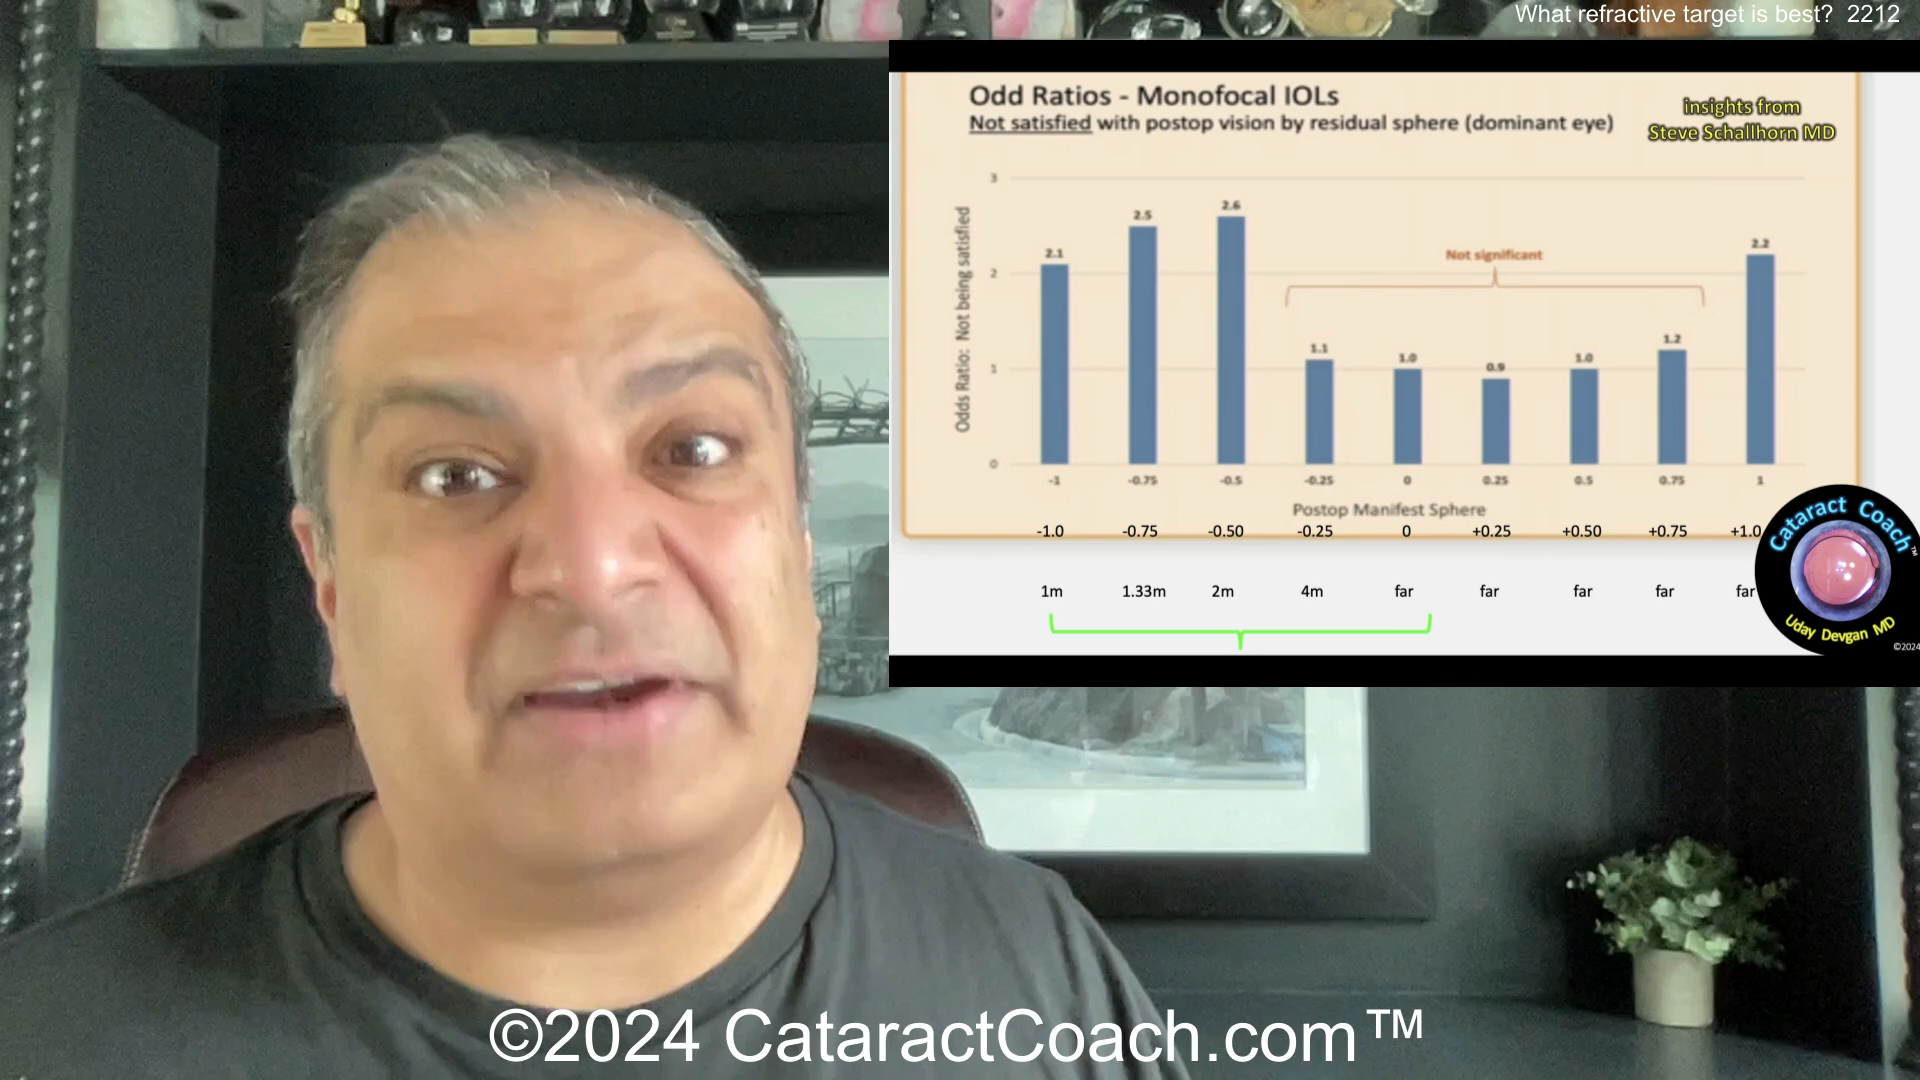 What refractive target is best?  2212
Odd Ratios - Monofocal IOLs
Not satisfied with postop vision by residual sphere (dominant eye)
insights from
Steve Schallhorn MD
Odds Ratio:  Not being satisfied
3
2
1
0
2.1
2.5
2.6
1.1
1.0
0.9
1.0
1.2
2.2
Not significant
-1 -0.75 -0.5 -0.25 0 0.25 0.5 0.75 1
Postop Manifest Sphere
-1.0 -0.75 -0.50 -0.25 0 +0.25 +0.50 +0.75 +1.0
1m 1.33m 2m 4m far far far far far
Cataract Coach™
Uday Devgan MD
©2024
©2024 CataractCoach.com™